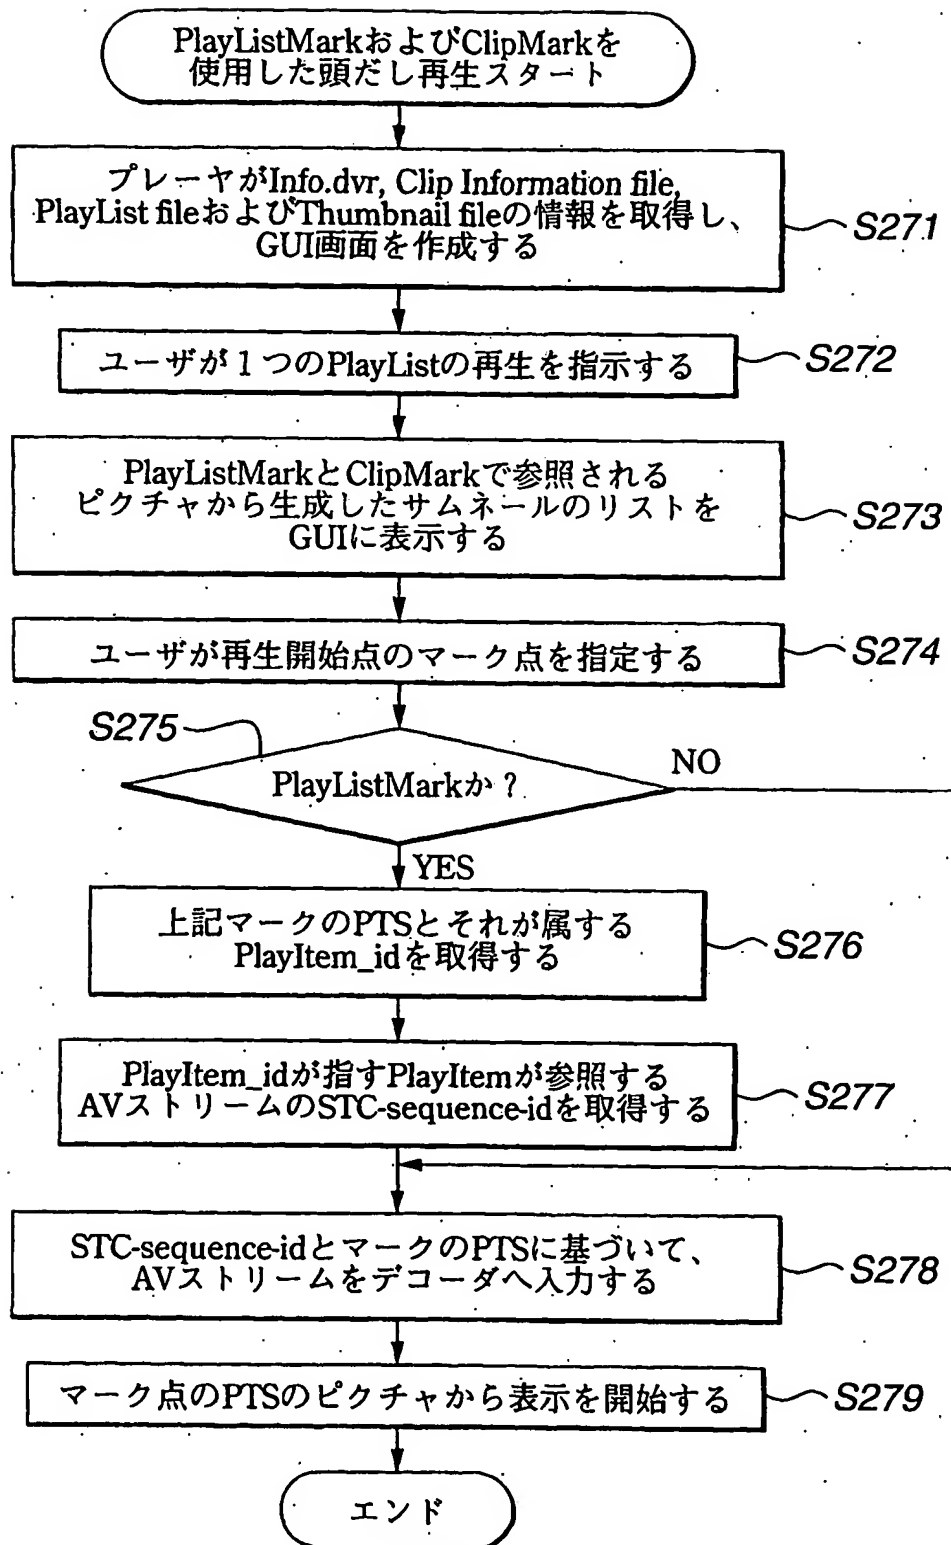 PlayListMarkおよびClipMarkを
使用した頭だし再生スタート
プレーヤがInfo.dvr, Clip Information file,
PlayList fileおよびThumbnail fileの情報を取得し、
GUI画面を作成する
S271
ユーザが１つのPlayListの再生を指示する
S272
PlayListMarkとClipMarkで参照される
ピクチャから生成したサムネールのリストを
GUIに表示する
S273
ユーザが再生開始点のマーク点を指定する
S274
S275
PlayListMarkか？
NO
YES
上記マークのPTSとそれが属する
PlayItem_idを取得する
S276
PlayItem_idが指すPlayItemが参照する
AVストリームのSTC-sequence-idを取得する
S277
STC-sequence-idとマークのPTSに基づいて、
AVストリームをデコーダへ入力する
S278
マーク点のPTSのピクチャから表示を開始する
S279
エンド